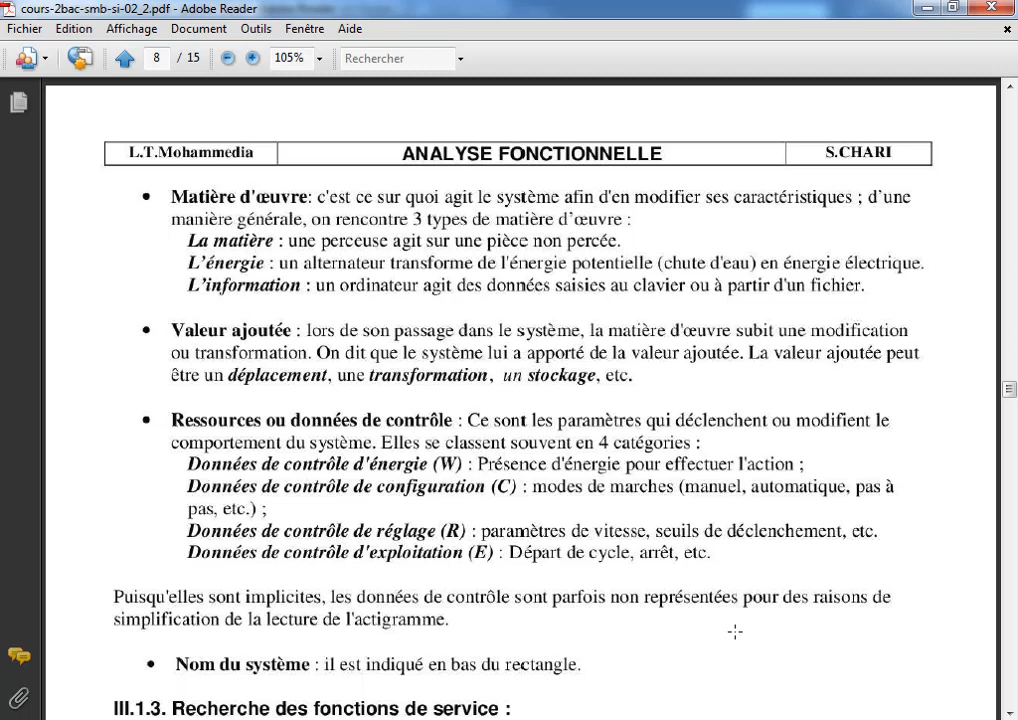 cours-2bac-smb-si-02_2.pdf - Adobe Reader
Fichier Edition Affichage Document Outils Fenêtre Aide
8 / 15 105% Rechercher
L.T.Mohammedia ANALYSE FONCTIONNELLE S.CHARI
• Matière d'œuvre: c'est ce sur quoi agit le système afin d'en modifier ses caractéristiques ; d’une
manière générale, on rencontre 3 types de matière d’œuvre :
La matière : une perceuse agit sur une pièce non percée.
L’énergie : un alternateur transforme de l'énergie potentielle (chute d'eau) en énergie électrique.
L’information : un ordinateur agit des données saisies au clavier ou à partir d'un fichier.
• Valeur ajoutée : lors de son passage dans le système, la matière d'œuvre subit une modification
ou transformation. On dit que le système lui a apporté de la valeur ajoutée. La valeur ajoutée peut
être un déplacement, une transformation, un stockage, etc.
• Ressources ou données de contrôle : Ce sont les paramètres qui déclenchent ou modifient le
comportement du système. Elles se classent souvent en 4 catégories :
Données de contrôle d'énergie (W) : Présence d'énergie pour effectuer l'action ;
Données de contrôle de configuration (C) : modes de marches (manuel, automatique, pas à
pas, etc.) ;
Données de contrôle de réglage (R) : paramètres de vitesse, seuils de déclenchement, etc.
Données de contrôle d'exploitation (E) : Départ de cycle, arrêt, etc.
Puisqu'elles sont implicites, les données de contrôle sont parfois non représentées pour des raisons de
simplification de la lecture de l'actigramme.
• Nom du système : il est indiqué en bas du rectangle.
III.1.3. Recherche des fonctions de service :